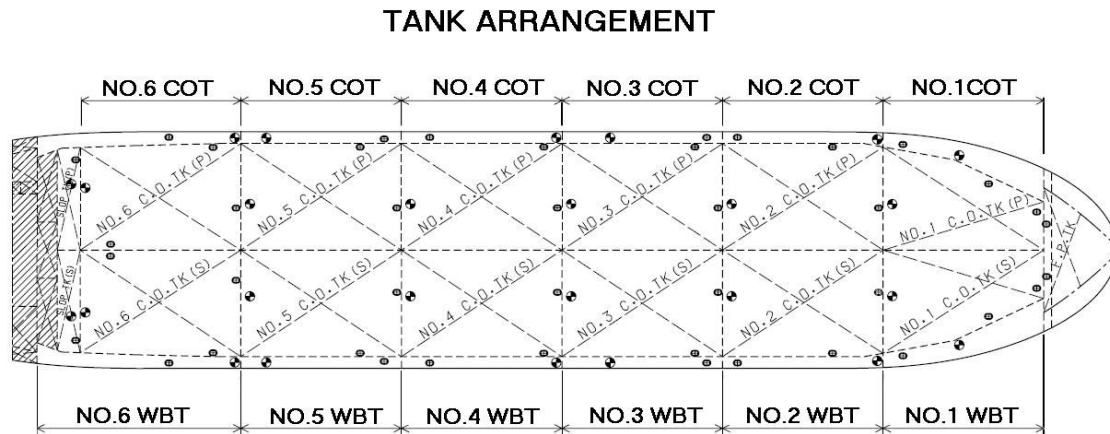 TANK ARRANGEMENT
NO.6 COT
NO.5 COT
NO.4 COT
NO.3 COT
NO.2 COT
NO.1COT
SLOP TK(P)
NO.6 C.O.TK(P)
NO.5 C.O.TK(P)
NO.4 C.O.TK(P)
NO.3 C.O.TK(P)
NO.2 C.O.TK(P)
NO.1 C.O.TK(P)
F.P.TK
SLOP TK(S)
NO.6 C.O.TK(S)
NO.5 C.O.TK(S)
NO.4 C.O.TK(S)
NO.3 C.O.TK(S)
NO.2 C.O.TK(S)
NO.1 C.O.TK(S)
NO.6 WBT
NO.5 WBT
NO.4 WBT
NO.3 WBT
NO.2 WBT
NO.1 WBT